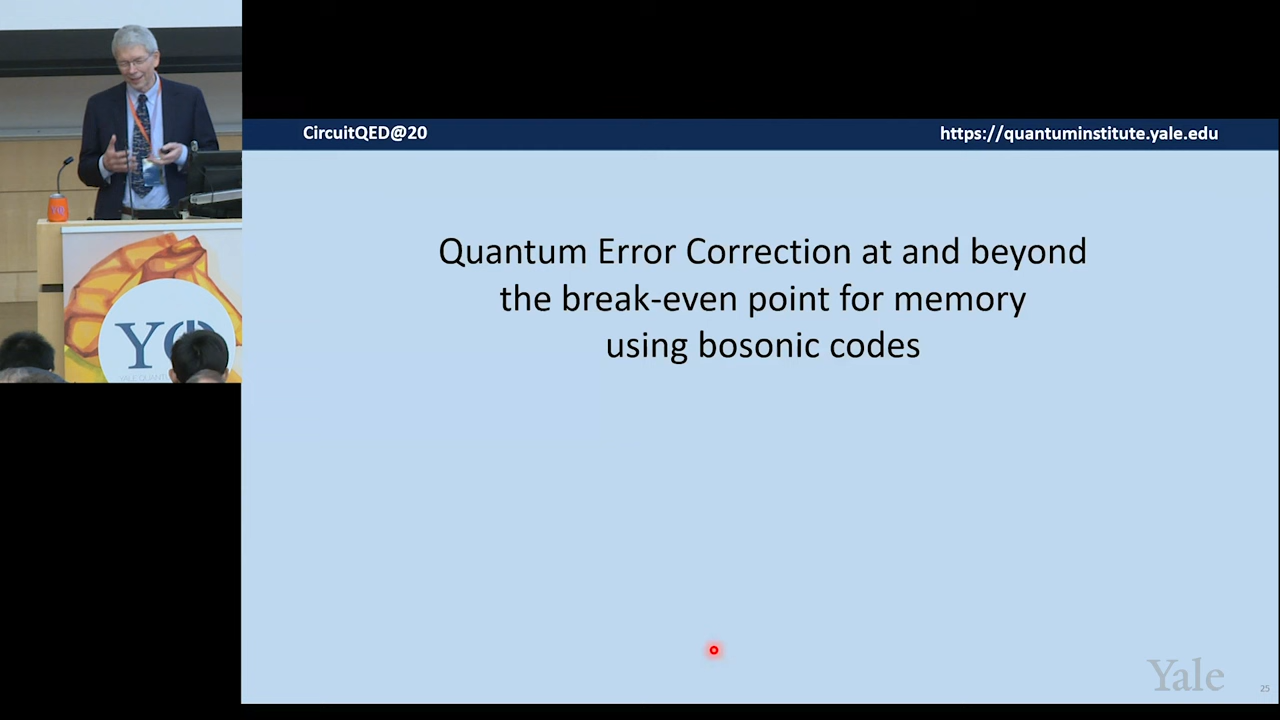 CircuitQED@20
https://quantuminstitute.yale.edu
Quantum Error Correction at and beyond
the break-even point for memory
using bosonic codes
Yale
25